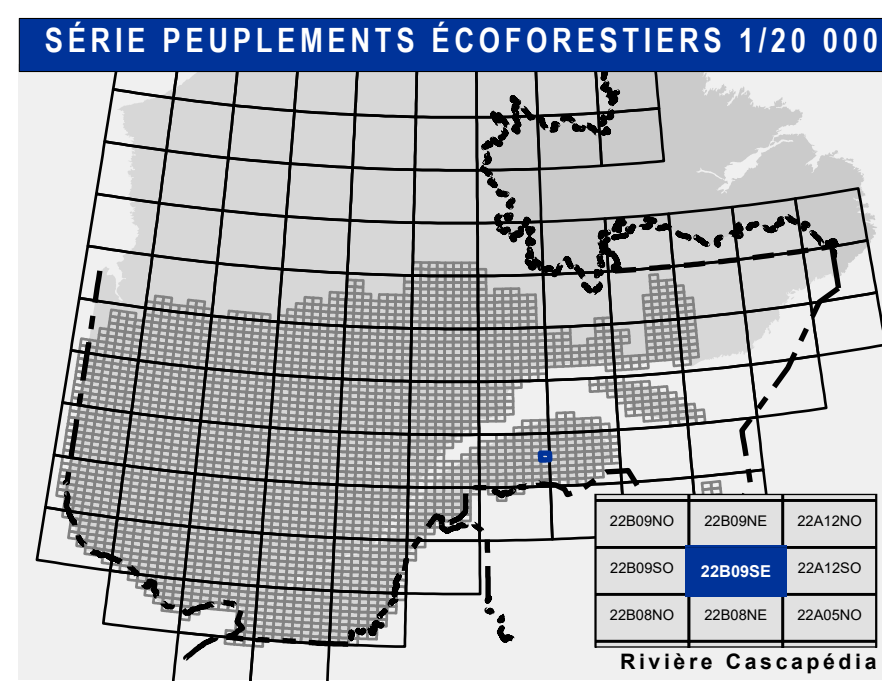 SÉRIE PEUPLEMENTS ÉCOFORESTIERS 1/20 000
22B09NO 22B09NE 22A12NO
22B09SO 22B09SE 22A12SO
22B08NO 22B08NE 22A05NO
Rivière Cascapédia